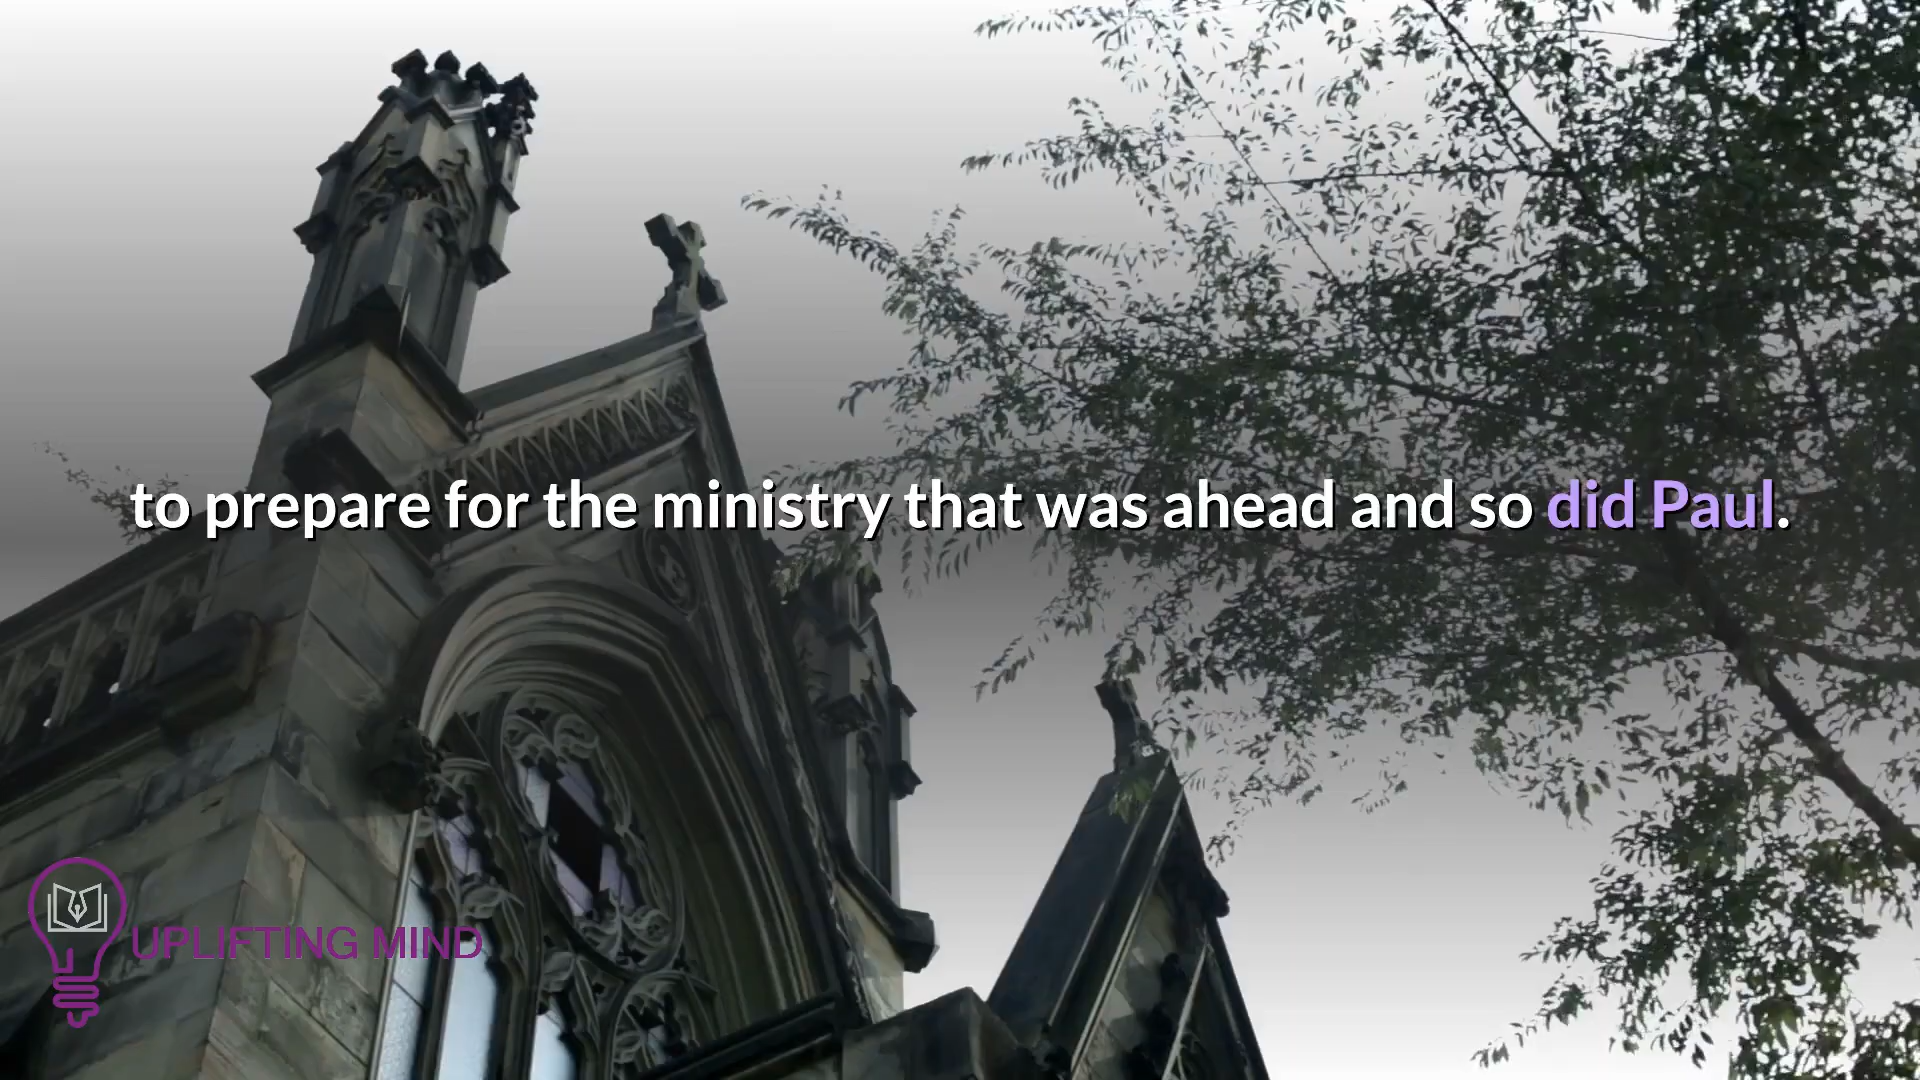 to prepare for the ministry that was ahead and so did Paul.
UPLIFTING MIND